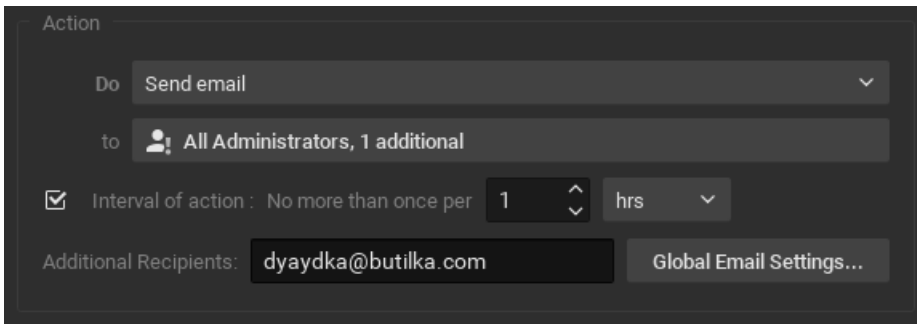 Action
Do Send email
to All Administrators, 1 additional
Interval of action : No more than once per 1 hrs
Additional Recipients: dyaydka@butilka.com Global Email Settings...